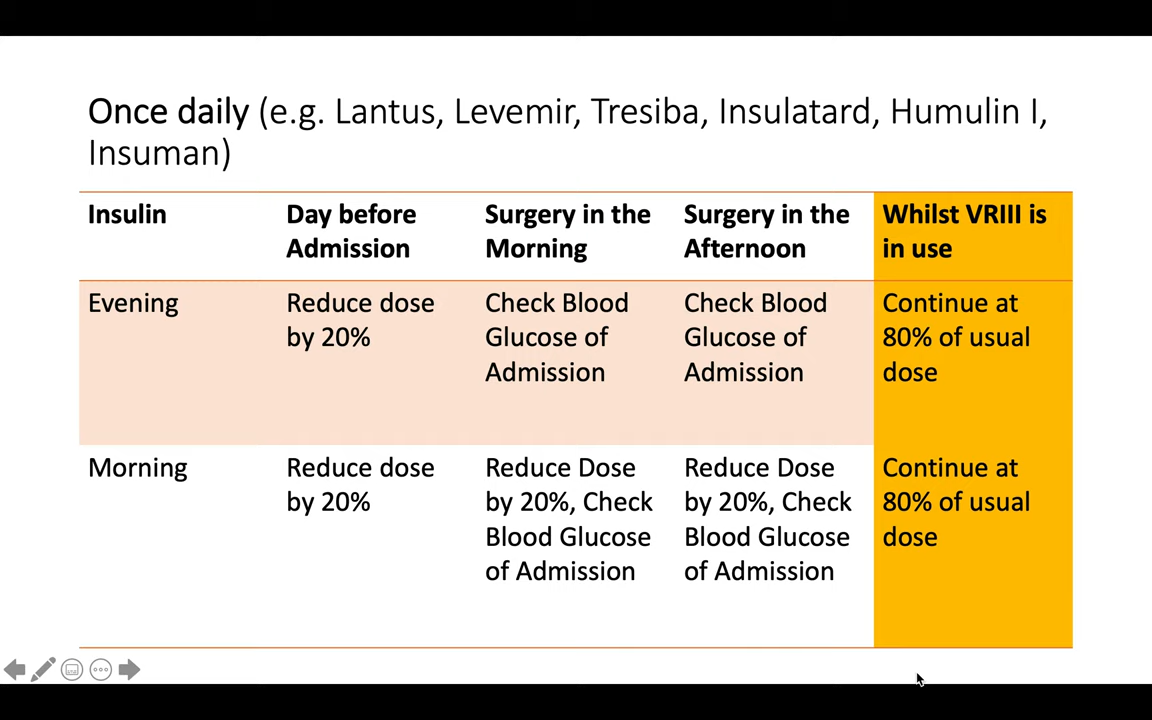 Once daily (e.g. Lantus, Levemir, Tresiba, Insulatard, Humulin I,
Insuman)
Insulin
Day before
Admission
Surgery in the
Morning
Surgery in the
Afternoon
Whilst VRIII is
in use
Evening
Reduce dose
by 20%
Check Blood
Glucose of
Admission
Check Blood
Glucose of
Admission
Continue at
80% of usual
dose
Morning
Reduce dose
by 20%
Reduce Dose
by 20%, Check
Blood Glucose
of Admission
Reduce Dose
by 20%, Check
Blood Glucose
of Admission
Continue at
80% of usual
dose